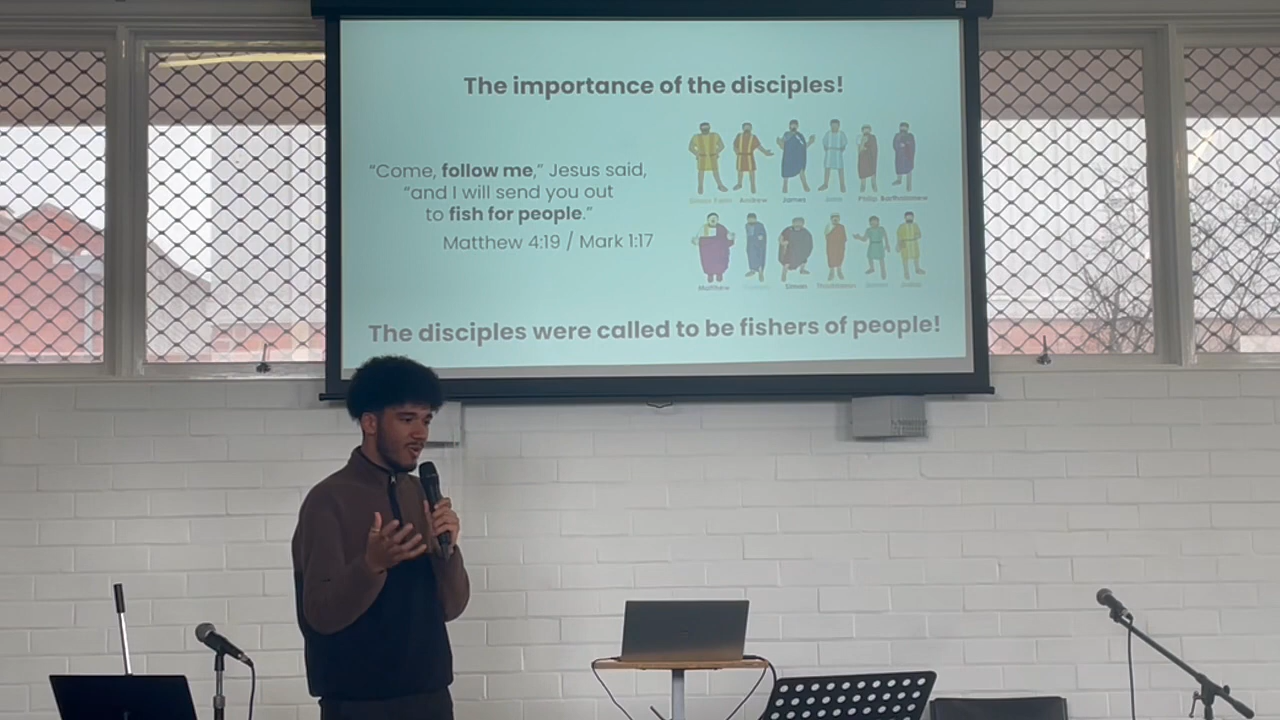 The importance of the disciples!
“Come, follow me,” Jesus said,
“and I will send you out
to fish for people.”
Matthew 4:19 / Mark 1:17
Andrew James John Philip Bartholomew
Matthew Simon Thaddaeus
The disciples were called to be fishers of people!